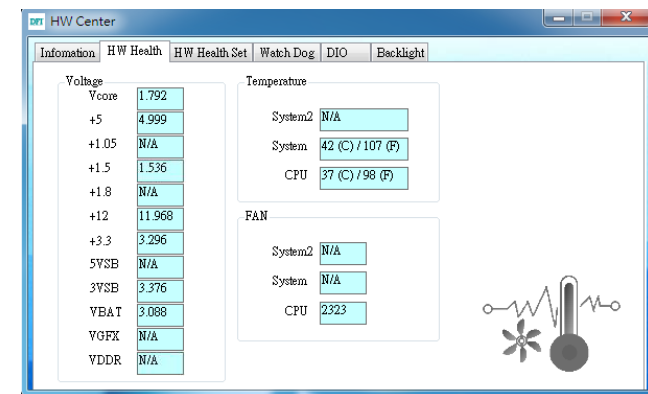 DFI HW Center
Infomation HW Health HW Health Set Watch Dog DIO Backlight
Voltage
Vcore 1.792
+5 4.999
+1.05 N/A
+1.5 1.536
+1.8 N/A
+12 11.968
+3.3 3.296
5VSB N/A
3VSB 3.376
VBAT 3.088
VGFX N/A
VDDR N/A
Temperature
System2 N/A
System 42 (C) / 107 (F)
CPU 37 (C) / 98 (F)
FAN
System2 N/A
System N/A
CPU 2323